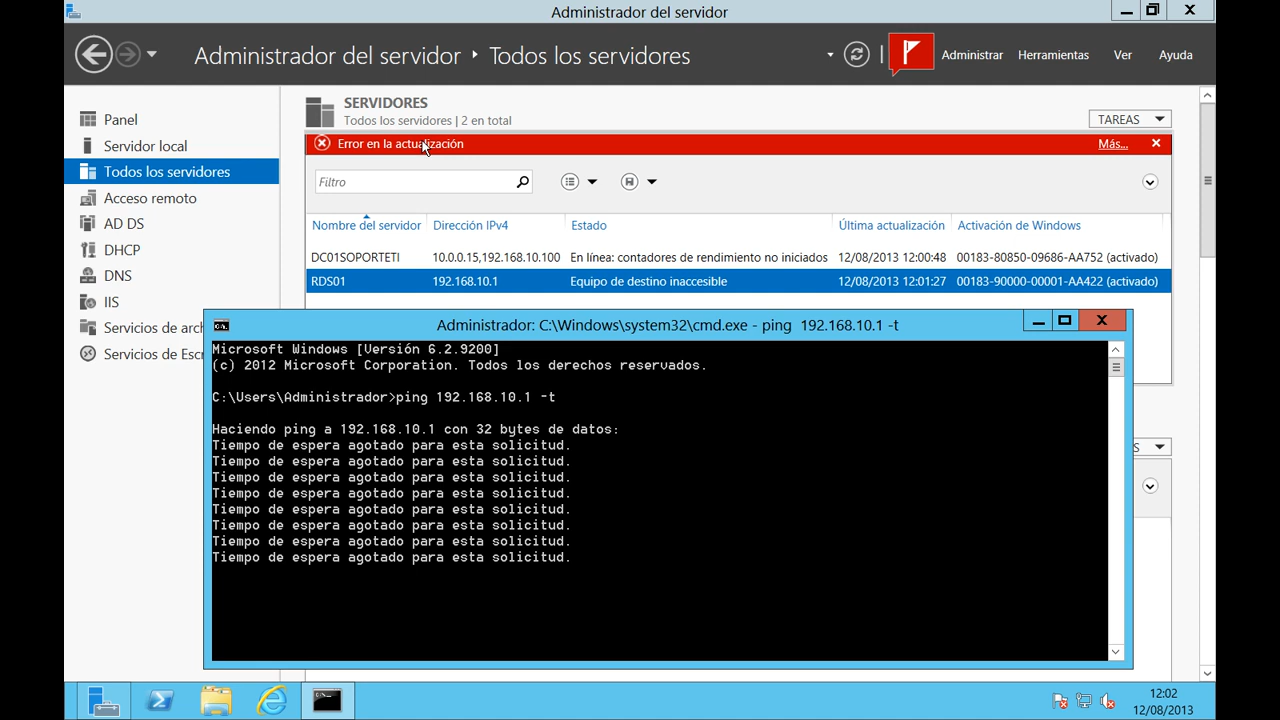 Administrador del servidor
Administrador del servidor ‣ Todos los servidores
Administrar Herramientas Ver Ayuda
Panel
Servidor local
Todos los servidores
Acceso remoto
AD DS
DHCP
DNS
IIS
Servicios de arc
Servicios de Escr
SERVIDORES
Todos los servidores | 2 en total
TAREAS
Error en la actualización
Más...
Filtro
Nombre del servidor Dirección IPv4 Estado Última actualización Activación de Windows
DC01SOPORTETI 10.0.0.15,192.168.10.100 En línea: contadores de rendimiento no iniciados 12/08/2013 12:00:48 00183-80850-09686-AA752 (activado)
RDS01 192.168.10.1 Equipo de destino inaccesible 12/08/2013 12:01:27 00183-90000-00001-AA422 (activado)
S
Administrador: C:\Windows\system32\cmd.exe - ping 192.168.10.1 -t
Microsoft Windows [Versión 6.2.9200]
(c) 2012 Microsoft Corporation. Todos los derechos reservados.
C:\Users\Administrador>ping 192.168.10.1 -t
Haciendo ping a 192.168.10.1 con 32 bytes de datos:
Tiempo de espera agotado para esta solicitud.
Tiempo de espera agotado para esta solicitud.
Tiempo de espera agotado para esta solicitud.
Tiempo de espera agotado para esta solicitud.
Tiempo de espera agotado para esta solicitud.
Tiempo de espera agotado para esta solicitud.
Tiempo de espera agotado para esta solicitud.
Tiempo de espera agotado para esta solicitud.
12:02
12/08/2013